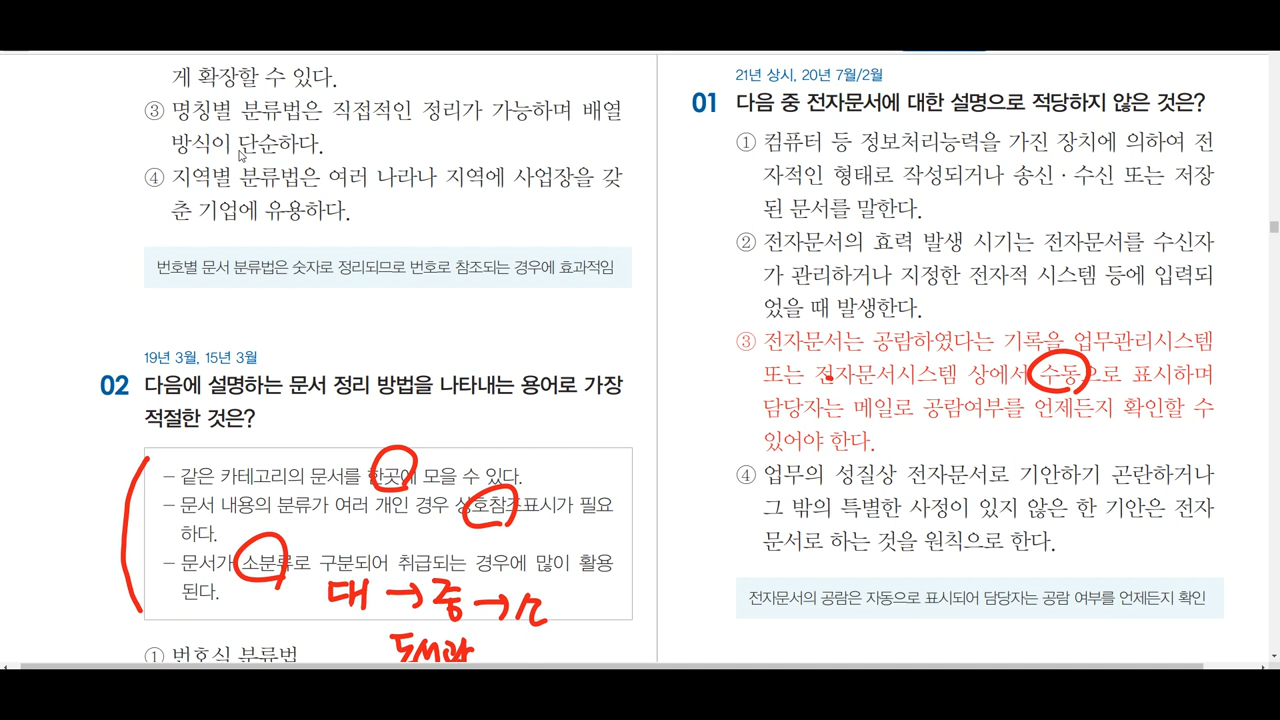 게 확장할 수 있다.
③ 명칭별 분류법은 직접적인 정리가 가능하며 배열
방식이 단순하다.
④ 지역별 분류법은 여러 나라나 지역에 사업장을 갖
춘 기업에 유용하다.
번호별 문서 분류법은 숫자로 정리되므로 번호로 참조되는 경우에 효과적임
19년 3월, 15년 3월
02 다음에 설명하는 문서 정리 방법을 나타내는 용어로 가장
적절한 것은?
– 같은 카테고리의 문서를 한곳에 모을 수 있다.
– 문서 내용의 분류가 여러 개인 경우 상호참조표시가 필요
하다.
– 문서가 소분류로 구분되어 취급되는 경우에 많이 활용
된다.
대 → 중 → 소
도서관
① 번호식 분류법
21년 상시, 20년 7월/2월
01 다음 중 전자문서에 대한 설명으로 적당하지 않은 것은?
① 컴퓨터 등 정보처리능력을 가진 장치에 의하여 전
자적인 형태로 작성되거나 송신 · 수신 또는 저장
된 문서를 말한다.
② 전자문서의 효력 발생 시기는 전자문서를 수신자
가 관리하거나 지정한 전자적 시스템 등에 입력되
었을 때 발생한다.
③ 전자문서는 공람하였다는 기록을 업무관리시스템
또는 전자문서시스템 상에서 수동으로 표시하며
담당자는 메일로 공람여부를 언제든지 확인할 수
있어야 한다.
④ 업무의 성질상 전자문서로 기안하기 곤란하거나
그 밖의 특별한 사정이 있지 않은 한 기안은 전자
문서로 하는 것을 원칙으로 한다.
전자문서의 공람은 자동으로 표시되어 담당자는 공람 여부를 언제든지 확인